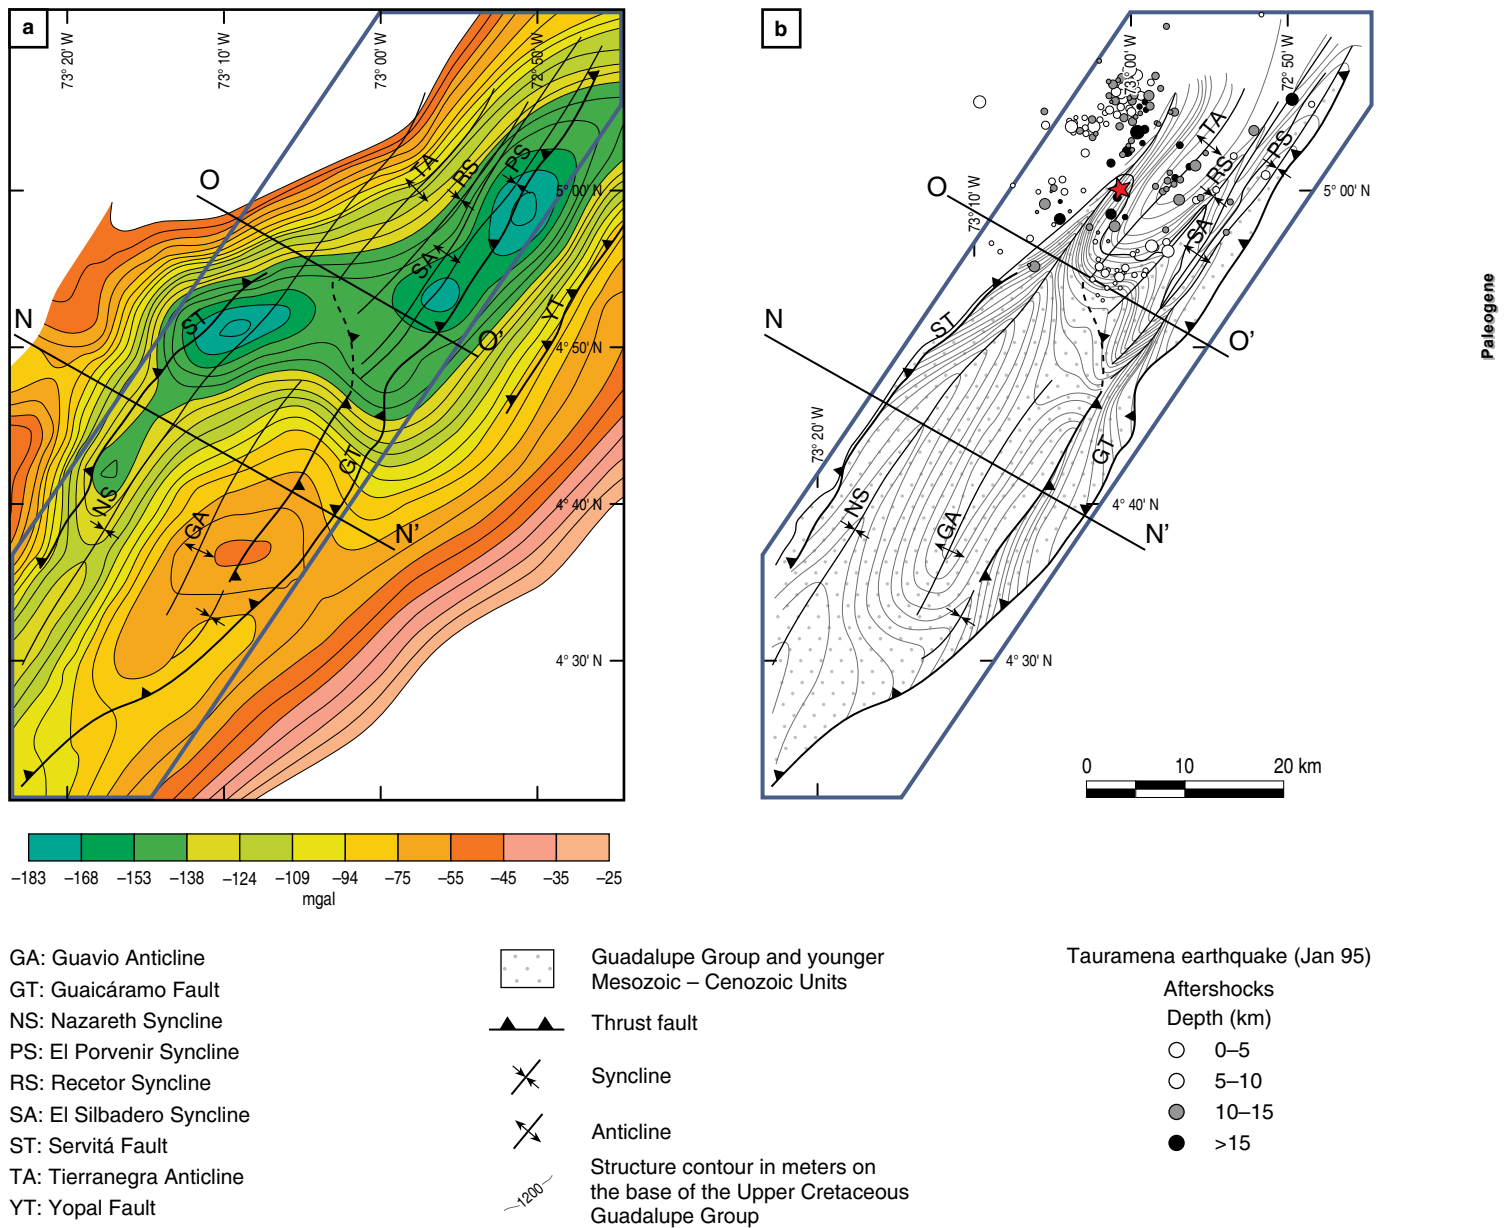 a
73° 20' W
73° 10' W
73° 00' W
72° 50' W
O
TA
RS
PS
5° 00' N
SA
ST
YT
N
O'
4° 50' N
GT
NS
GA
4° 40' N
N'
4° 30' N
−183 −168 −153 −138 −124 −109 −94 −75 −55 −45 −35 −25
mgal
b
73° 00' W
72° 50' W
TA
PS
RS
O
73° 10' W
5° 00' N
SA
N
ST
O'
73° 20' W
GT
NS
GA
4° 40' N
N'
4° 30' N
0 10 20 km
Paleogene
GA: Guavio Anticline
GT: Guaicáramo Fault
NS: Nazareth Syncline
PS: El Porvenir Syncline
RS: Recetor Syncline
SA: El Silbadero Syncline
ST: Servitá Fault
TA: Tierranegra Anticline
YT: Yopal Fault
Guadalupe Group and younger
Mesozoic – Cenozoic Units
Thrust fault
Syncline
Anticline
1200
Structure contour in meters on
the base of the Upper Cretaceous
Guadalupe Group
Tauramena earthquake (Jan 95)
Aftershocks
Depth (km)
0–5
5–10
10–15
>15